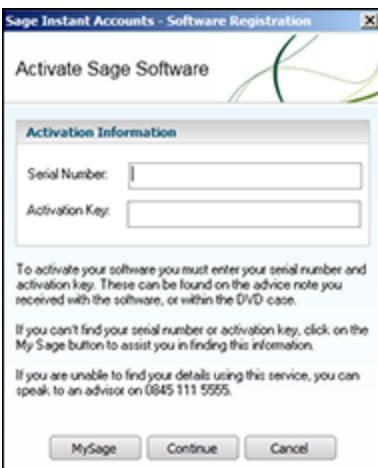 Sage Instant Accounts - Software Registration
Activate Sage Software
Activation Information
Serial Number:
Activation Key:
To activate your software you must enter your serial number and
activation key. These can be found on the advice note you
received with the software, or within the DVD case.
If you can't find your serial number or activation key, click on the
My Sage button to assist you in finding this information.
If you are unable to find your details using this service, you can
speak to an advisor on 0845 111 5555.
MySage Continue Cancel